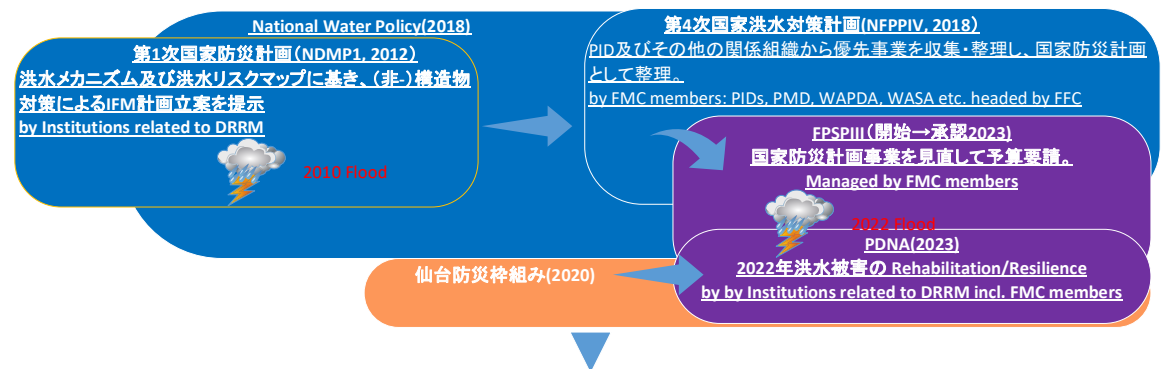 National Water Policy(2018)
第1次国家防災計画（NDMP1, 2012）
洪水メカニズム及び洪水リスクマップに基き、（非-）構造物
対策によるIFM計画立案を提示
by Institutions related to DRRM
2010 Flood
第4次国家洪水対策計画(NFPPIV, 2018）
PID及びその他の関係組織から優先事業を収集・整理し、国家防災計画
として整理。
by FMC members: PIDs, PMD, WAPDA, WASA etc. headed by FFC
FPSPIII（開始→承認2023)
国家防災計画事業を見直して予算要請。
Managed by FMC members
2022 Flood
PDNA(2023)
2022年洪水被害の Rehabilitation/Resilience
by by Institutions related to DRRM incl. FMC members
仙台防災枠組み(2020)